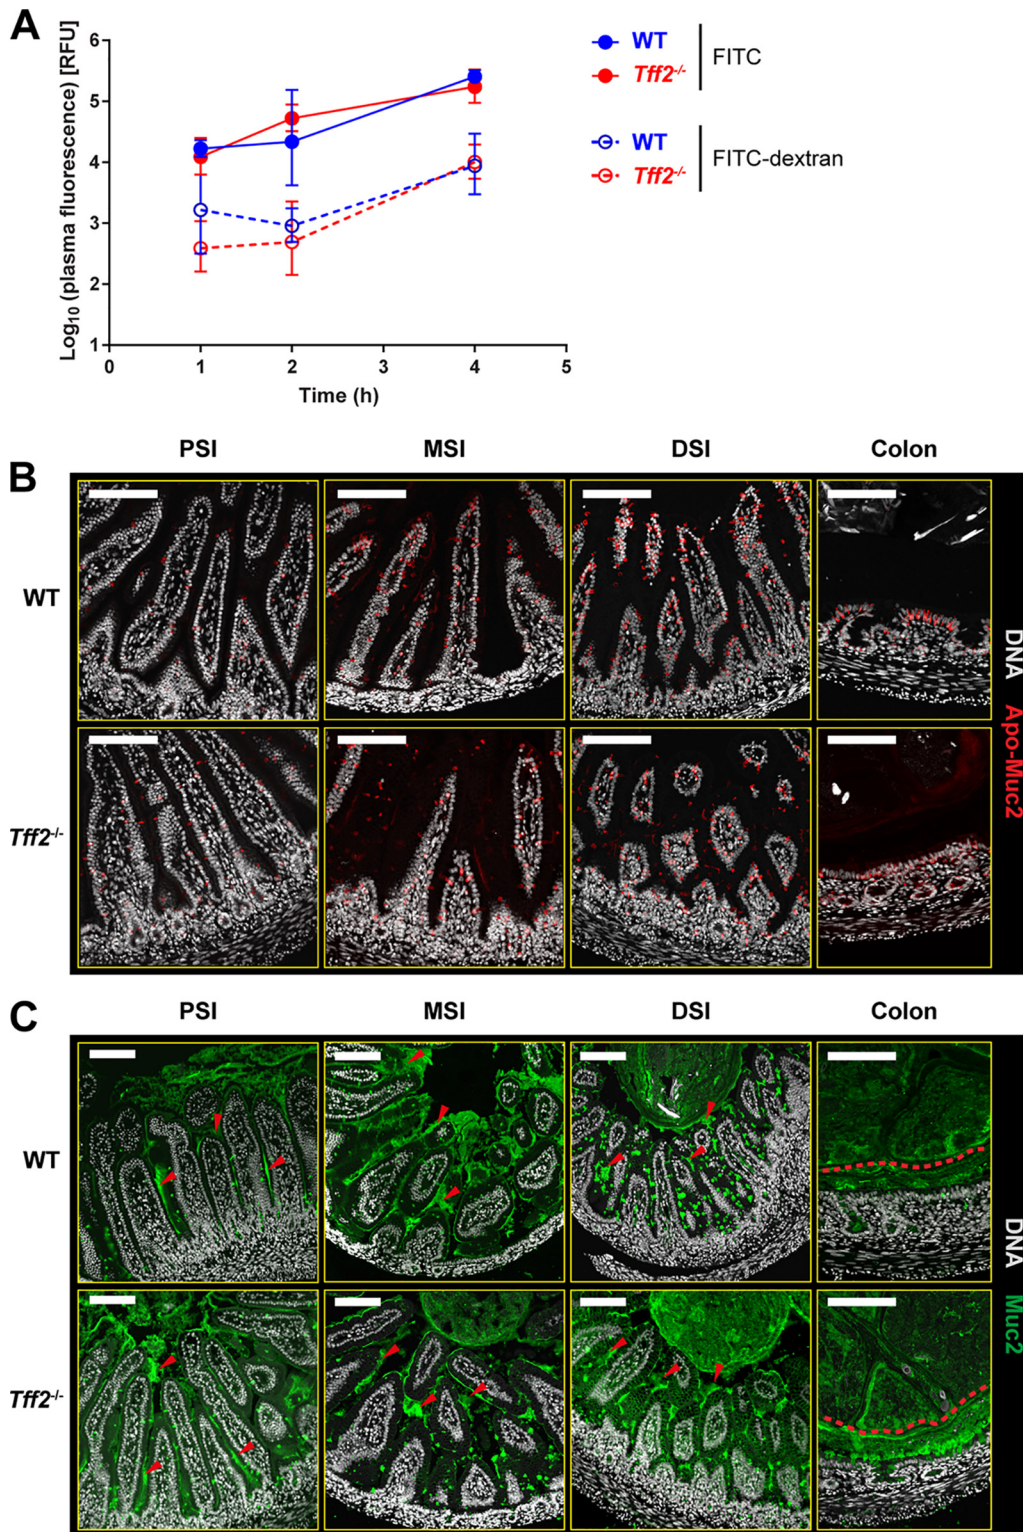 A
Log₁₀ (plasma fluorescence) [RFU]
6
5
4
3
2
1
0 1 2 3 4 5
Time (h)
WT
Tff2⁻/⁻
FITC
WT
Tff2⁻/⁻
FITC-dextran
B
PSI MSI DSI Colon
WT
Tff2⁻/⁻
DNA Apo-Muc2
C
PSI MSI DSI Colon
WT
Tff2⁻/⁻
DNA Muc2